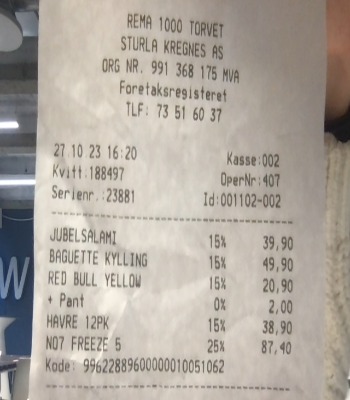 REMA 1000 TORVET
STURLA KREGNES AS
ORG NR. 991 368 175 MVA
Foretaksregisteret
TLF: 73 51 60 37
27 10 23 16:20 Kasse:002
Kvitt:188497 OperNr:407
Serienr.:23881 Id:001102-002
JUBELSALAMI 15% 39,90
BAGUETTE KYLLING 15% 49,90
RED BULL YELLOW 15% 20,90
+ Pant 0% 2,00
HAVRE 12PK 15% 38,90
NO7 FREEZE 5 25% 87,40
Kode: 99622889600000010051062
W